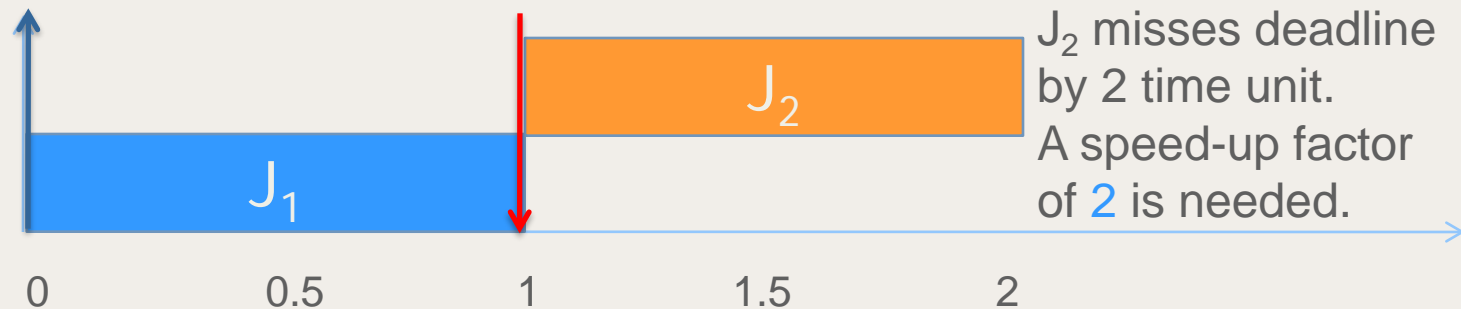 J₂ misses deadline
by 2 time unit.
A speed-up factor
of 2 is needed.
J₂
J₁
0 0.5 1 1.5 2